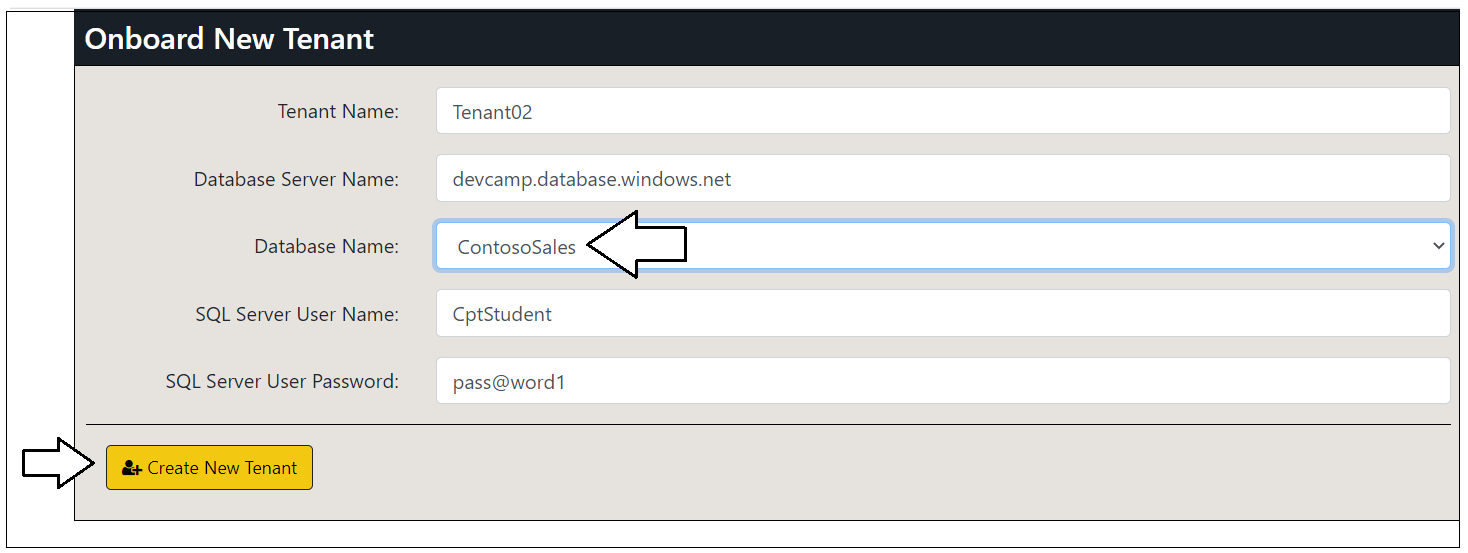 Onboard New Tenant
Tenant Name: Tenant02
Database Server Name: devcamp.database.windows.net
Database Name: ContosoSales
SQL Server User Name: CptStudent
SQL Server User Password: pass@word1
Create New Tenant